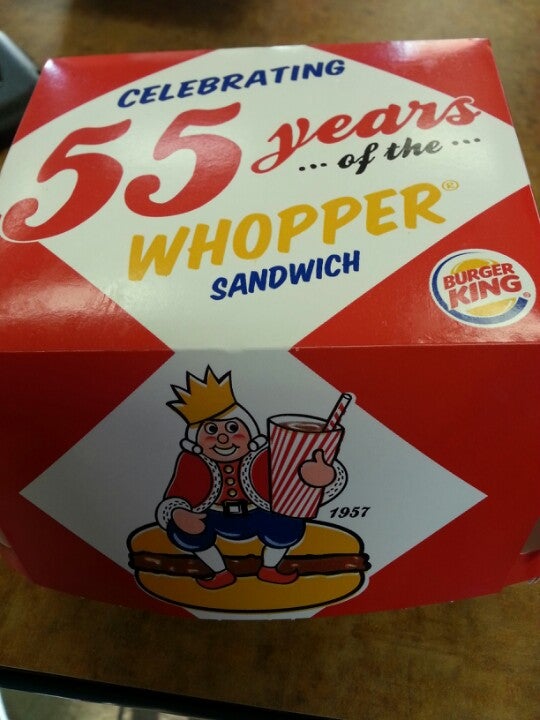 CELEBRATING
55 years
... of the ...
WHOPPER®
SANDWICH
BURGER
KING®
1957